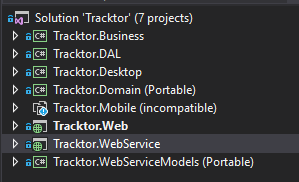 Solution 'Tracktor' (7 projects)
Tracktor.Business
Tracktor.DAL
Tracktor.Desktop
Tracktor.Domain (Portable)
Tracktor.Mobile (incompatible)
Tracktor.Web
Tracktor.WebService
Tracktor.WebServiceModels (Portable)